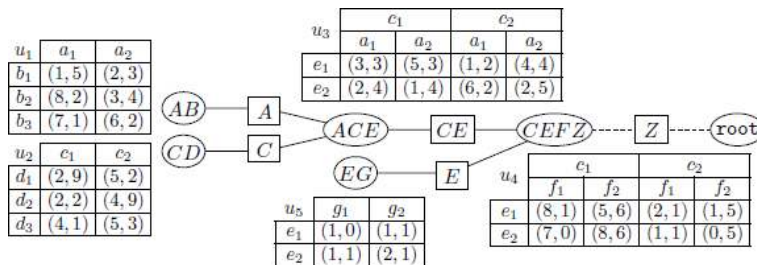 u₃ c₁ c₂
a₁ a₂ a₁ a₂
e₁ (3, 3) (5, 3) (1, 2) (4, 4)
e₂ (2, 4) (1, 4) (6, 2) (2, 5)
u₁ a₁ a₂
b₁ (1, 5) (2, 3)
b₂ (8, 2) (3, 4)
b₃ (7, 1) (6, 2)
AB A
ACE CE CEFZ Z root
CD C
EG E
u₂ c₁ c₂
d₁ (2, 9) (5, 2)
d₂ (2, 2) (4, 9)
d₃ (4, 1) (5, 3)
u₄ c₁ c₂
f₁ f₂ f₁ f₂
e₁ (8, 1) (5, 6) (2, 1) (1, 5)
e₂ (7, 0) (8, 6) (1, 1) (0, 5)
u₅ g₁ g₂
e₁ (1, 0) (1, 1)
e₂ (1, 1) (2, 1)